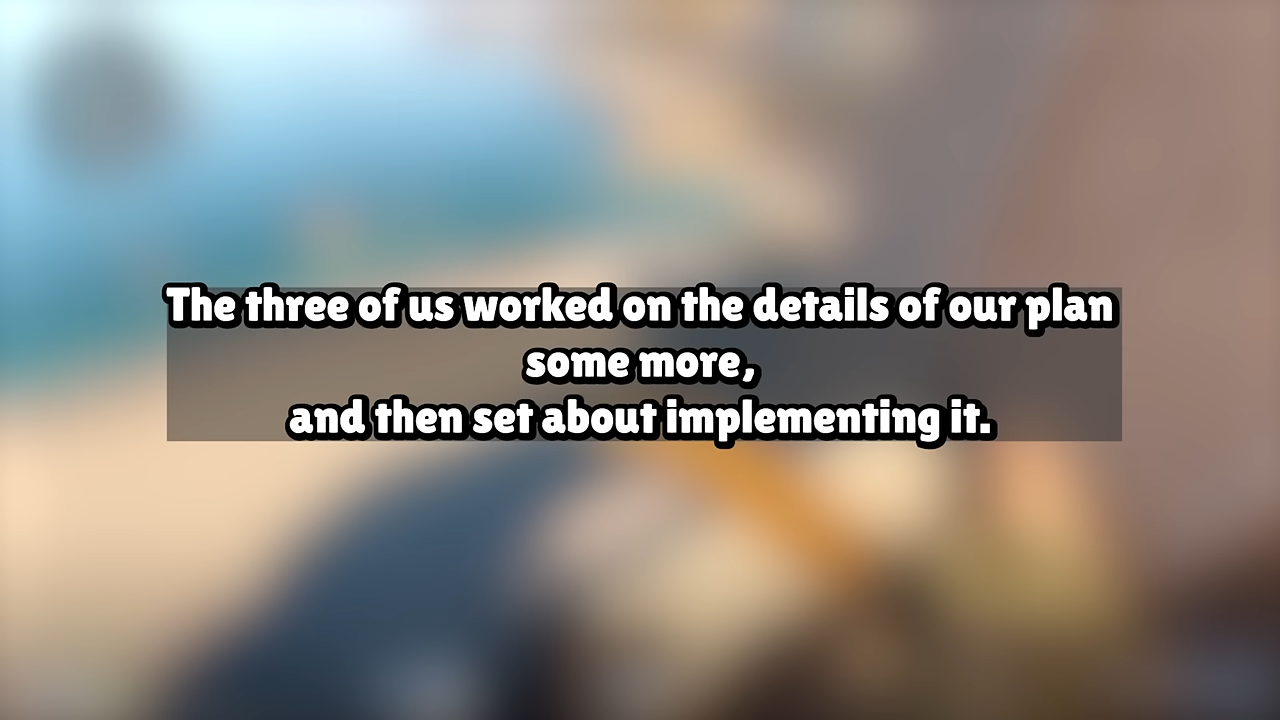 The three of us worked on the details of our plan
some more,
and then set about implementing it.